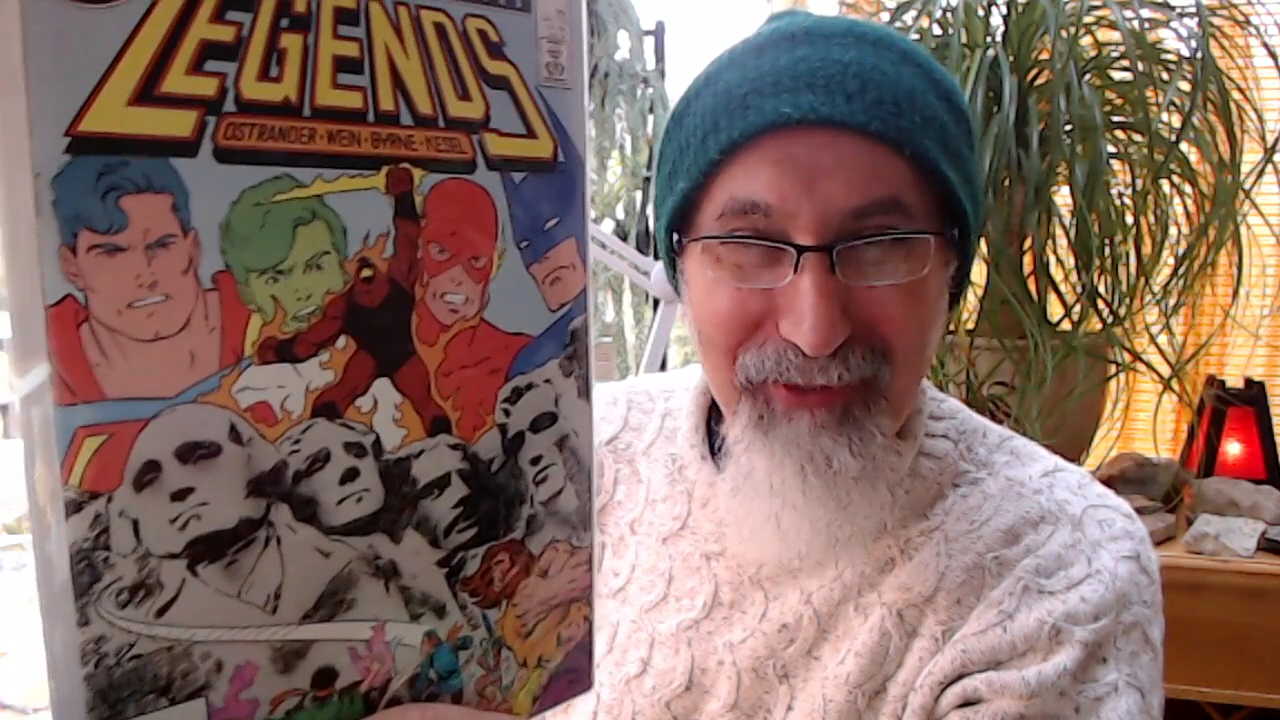 LEGENDS
OSTRANDER • WEIN • BYRNE • KESEL